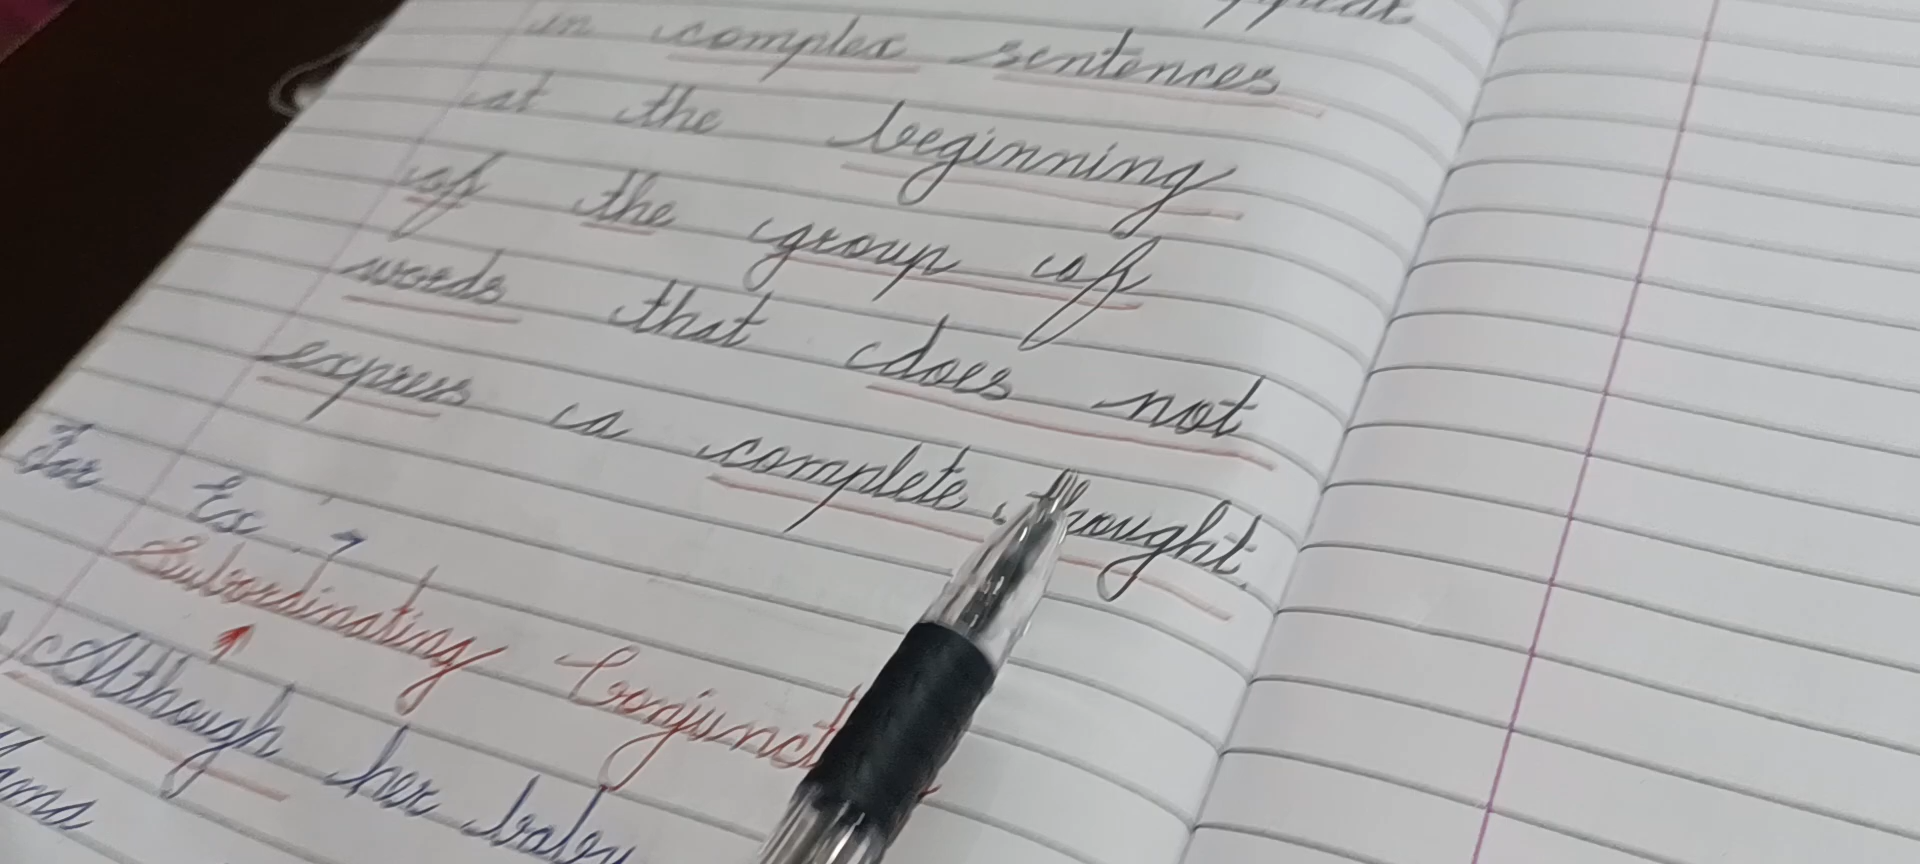 in complex sentences
at the beginning
of the group of
words that does not
express a complete thought.
For Ex :→
Subordinating Conjunct
Although her baby